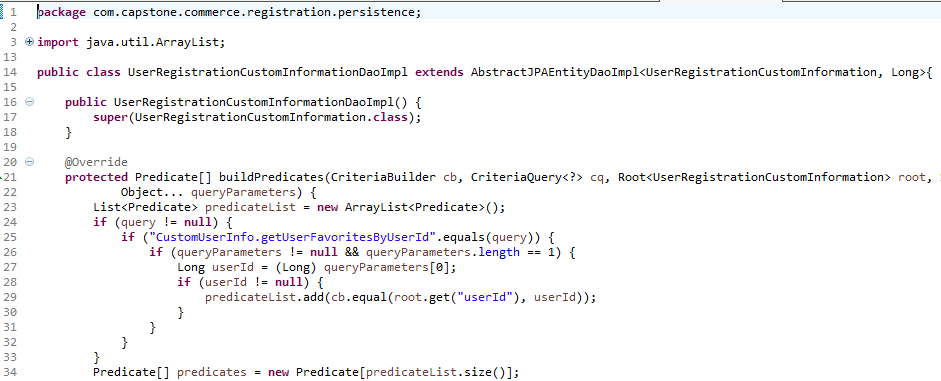 1 package com.capstone.commerce.registration.persistence;
2
3 import java.util.ArrayList;
13
14 public class UserRegistrationCustomInformationDaoImpl extends AbstractJPAEntityDaoImpl<UserRegistrationCustomInformation, Long>{
15
16 public UserRegistrationCustomInformationDaoImpl() {
17 super(UserRegistrationCustomInformation.class);
18 }
19
20 @Override
21 protected Predicate[] buildPredicates(CriteriaBuilder cb, CriteriaQuery<?> cq, Root<UserRegistrationCustomInformation> root,
22 Object... queryParameters) {
23 List<Predicate> predicateList = new ArrayList<Predicate>();
24 if (query != null) {
25 if ("CustomUserInfo.getUserFavoritesByUserId".equals(query)) {
26 if (queryParameters != null && queryParameters.length == 1) {
27 Long userId = (Long) queryParameters[0];
28 if (userId != null) {
29 predicateList.add(cb.equal(root.get("userId"), userId));
30 }
31 }
32 }
33 }
34 Predicate[] predicates = new Predicate[predicateList.size()];